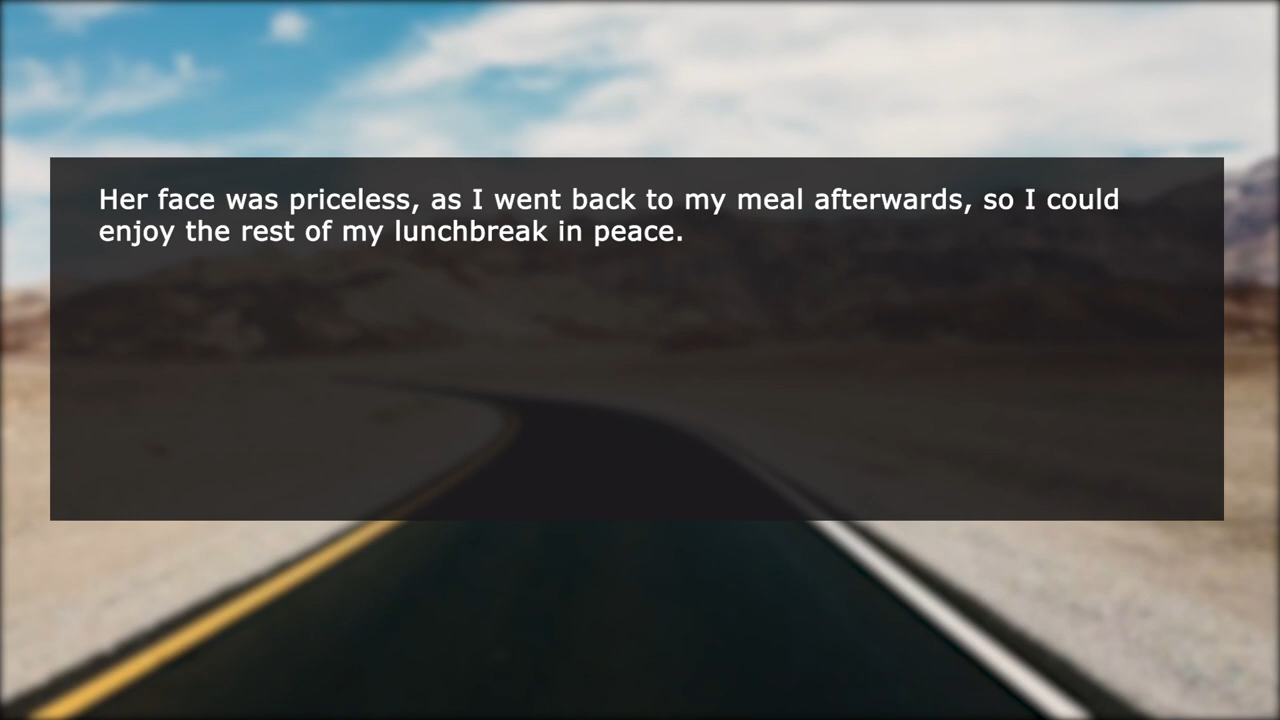 Her face was priceless, as I went back to my meal afterwards, so I could
enjoy the rest of my lunchbreak in peace.